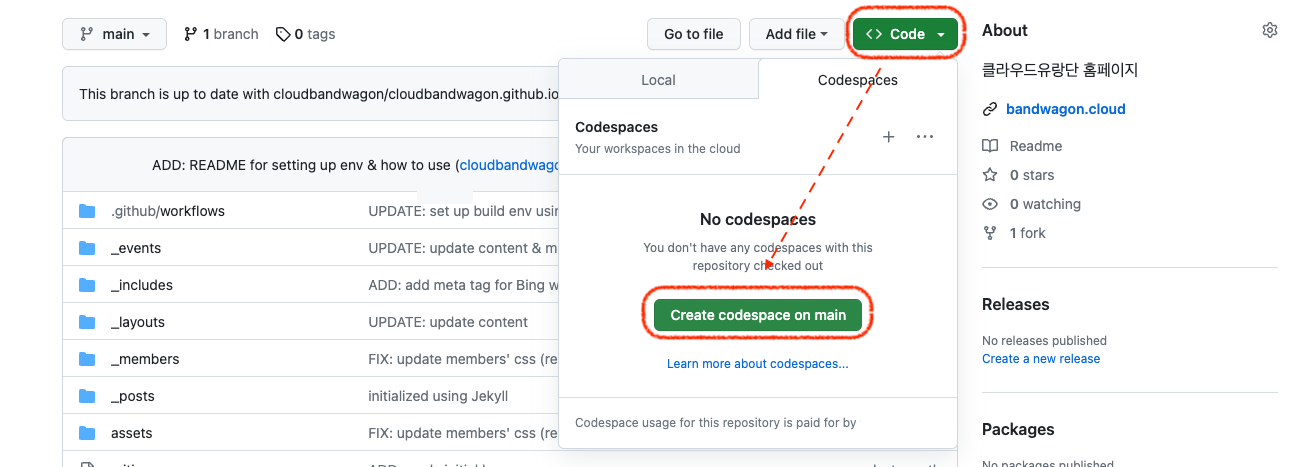 main
1 branch
0 tags
Go to file
Add file
Code
This branch is up to date with cloudbandwagon/cloudbandwagon.github.io
ADD: README for setting up env & how to use (cloudbandwago
.github/workflows
UPDATE: set up build env usin
_events
UPDATE: update content & m
_includes
ADD: add meta tag for Bing w
_layouts
UPDATE: update content
_members
FIX: update members' css (re
_posts
initialized using Jekyll
assets
FIX: update members' css (re
Local
Codespaces
Codespaces
Your workspaces in the cloud
No codespaces
You don't have any codespaces with this
repository checked out
Create codespace on main
Learn more about codespaces...
Codespace usage for this repository is paid for by
About
클라우드유랑단 홈페이지
bandwagon.cloud
Readme
0 stars
0 watching
1 fork
Releases
No releases published
Create a new release
Packages
No packages published